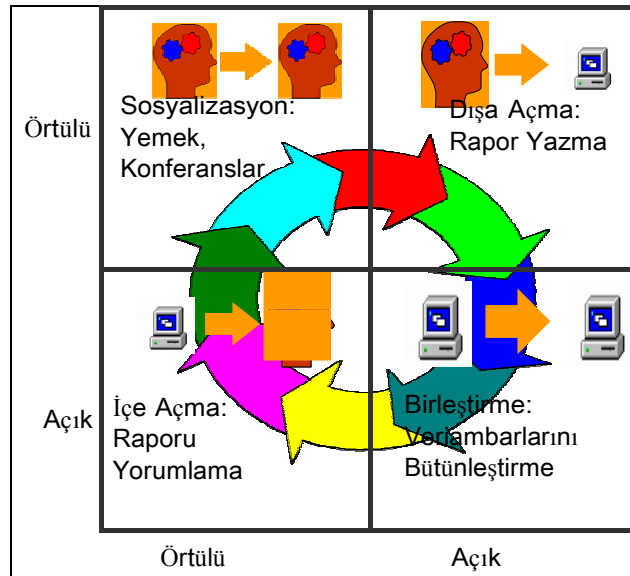 Örtülü
Sosyalizasyon:
Yemek,
Konferanslar
Dışa Açma:
Rapor Yazma
Açık
İçe Açma:
Raporu
Yorumlama
Birleştirme:
Veriambarlarını
Bütünleştirme
Örtülü
Açık